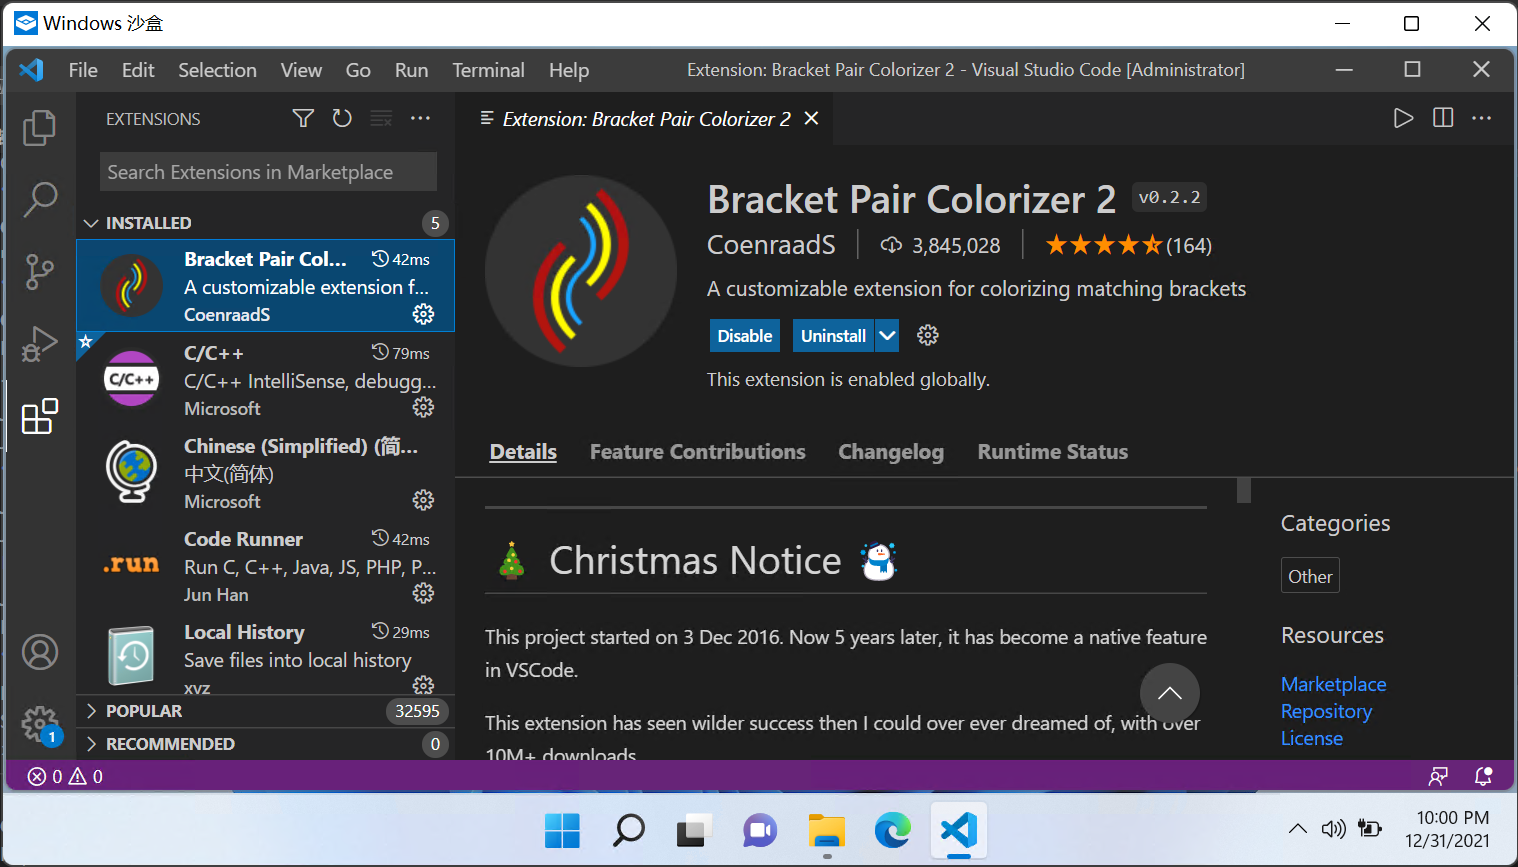 Windows 沙盒
File Edit Selection View Go Run Terminal Help
Extension: Bracket Pair Colorizer 2 - Visual Studio Code [Administrator]
EXTENSIONS
Search Extensions in Marketplace
INSTALLED 5
Bracket Pair Col... 42ms
A customizable extension f...
CoenraadS
C/C++
C/C++ 79ms
C/C++ IntelliSense, debugg...
Microsoft
Chinese (Simplified) (简...
中文(简体)
Microsoft
.run
Code Runner 42ms
Run C, C++, Java, JS, PHP, P...
Jun Han
Local History 29ms
Save files into local history
xyz
POPULAR 32595
RECOMMENDED 0
1
Extension: Bracket Pair Colorizer 2
Bracket Pair Colorizer 2 v0.2.2
CoenraadS 3,845,028 (164)
A customizable extension for colorizing matching brackets
Disable Uninstall
This extension is enabled globally.
Details Feature Contributions Changelog Runtime Status
Christmas Notice
This project started on 3 Dec 2016. Now 5 years later, it has become a native feature
in VSCode.
This extension has seen wilder success then I could over ever dreamed of, with over
10M+ downloads
Categories
Other
Resources
Marketplace
Repository
License
0 0
10:00 PM
12/31/2021